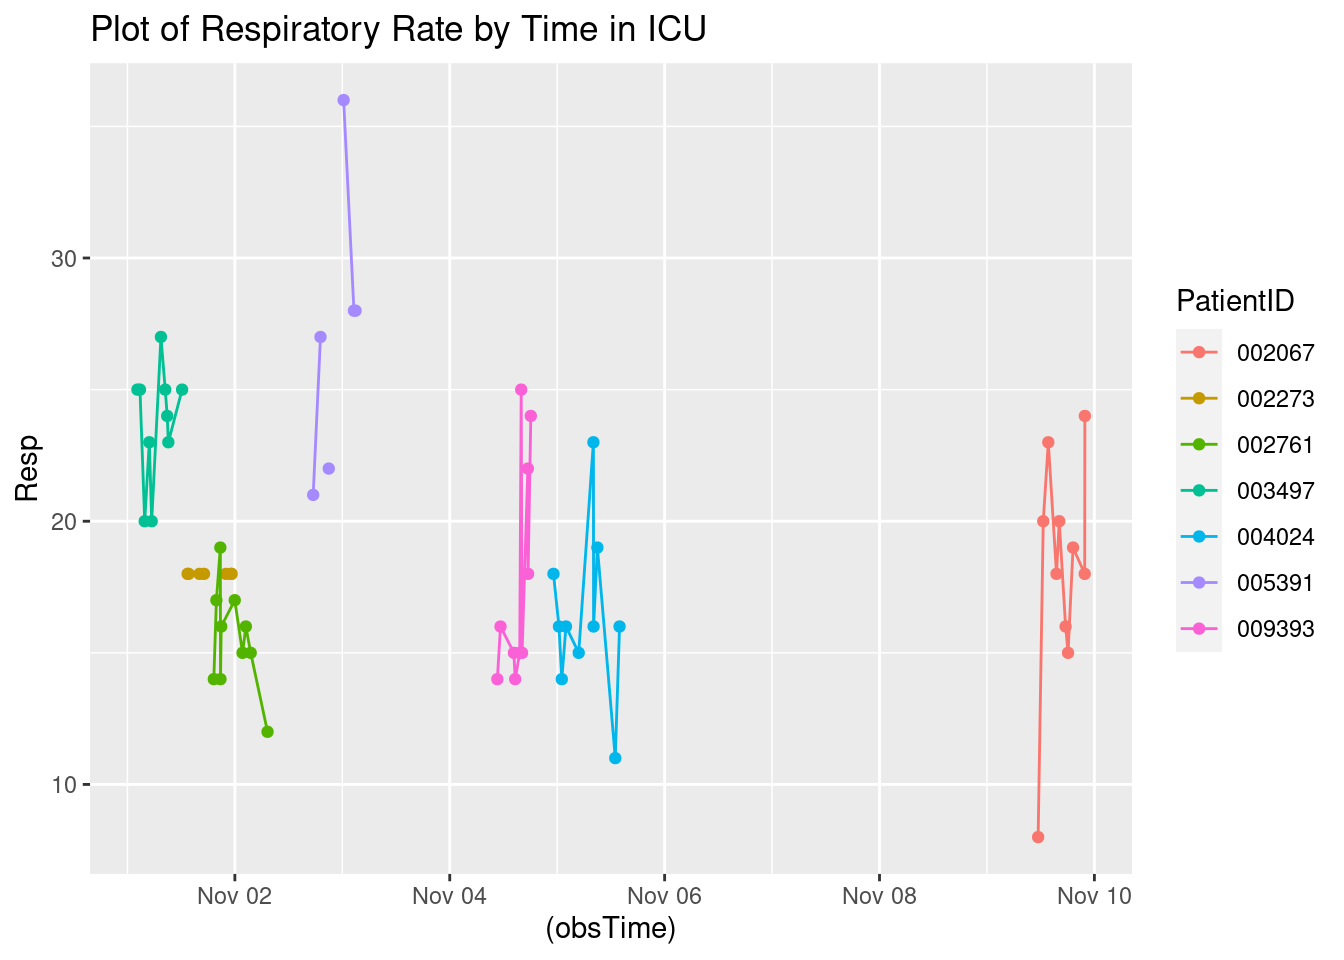 Plot of Respiratory Rate by Time in ICU
Resp
30
20
10
Nov 02
Nov 04
Nov 06
Nov 08
Nov 10
(obsTime)
PatientID
002067
002273
002761
003497
004024
005391
009393